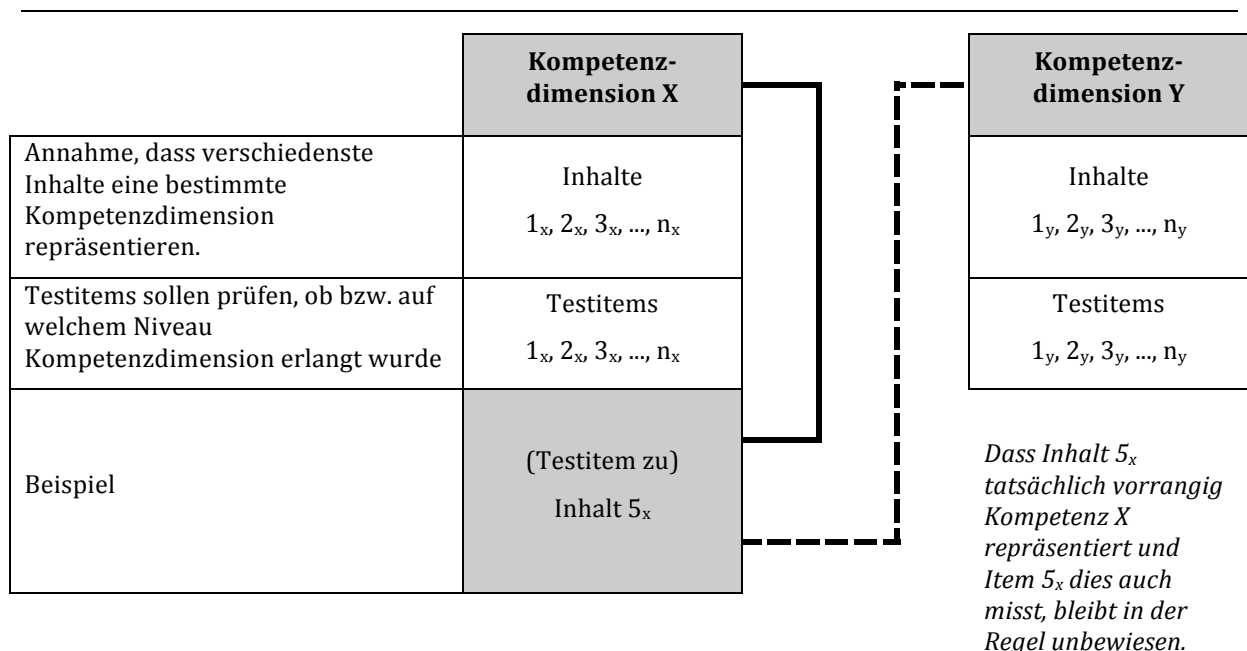 Kompetenz-
dimension X
Kompetenz-
dimension Y
Annahme, dass verschiedenste
Inhalte eine bestimmte
Kompetenzdimension
repräsentieren.
Inhalte
1x, 2x, 3x, ..., nx
Inhalte
1y, 2y, 3y, ..., ny
Testitems sollen prüfen, ob bzw. auf
welchem Niveau
Kompetenzdimension erlangt wurde
Testitems
1x, 2x, 3x, ..., nx
Testitems
1y, 2y, 3y, ..., ny
Beispiel
(Testitem zu)
Inhalt 5x
Dass Inhalt 5x
tatsächlich vorrangig
Kompetenz X
repräsentiert und
Item 5x dies auch
misst, bleibt in der
Regel unbewiesen.